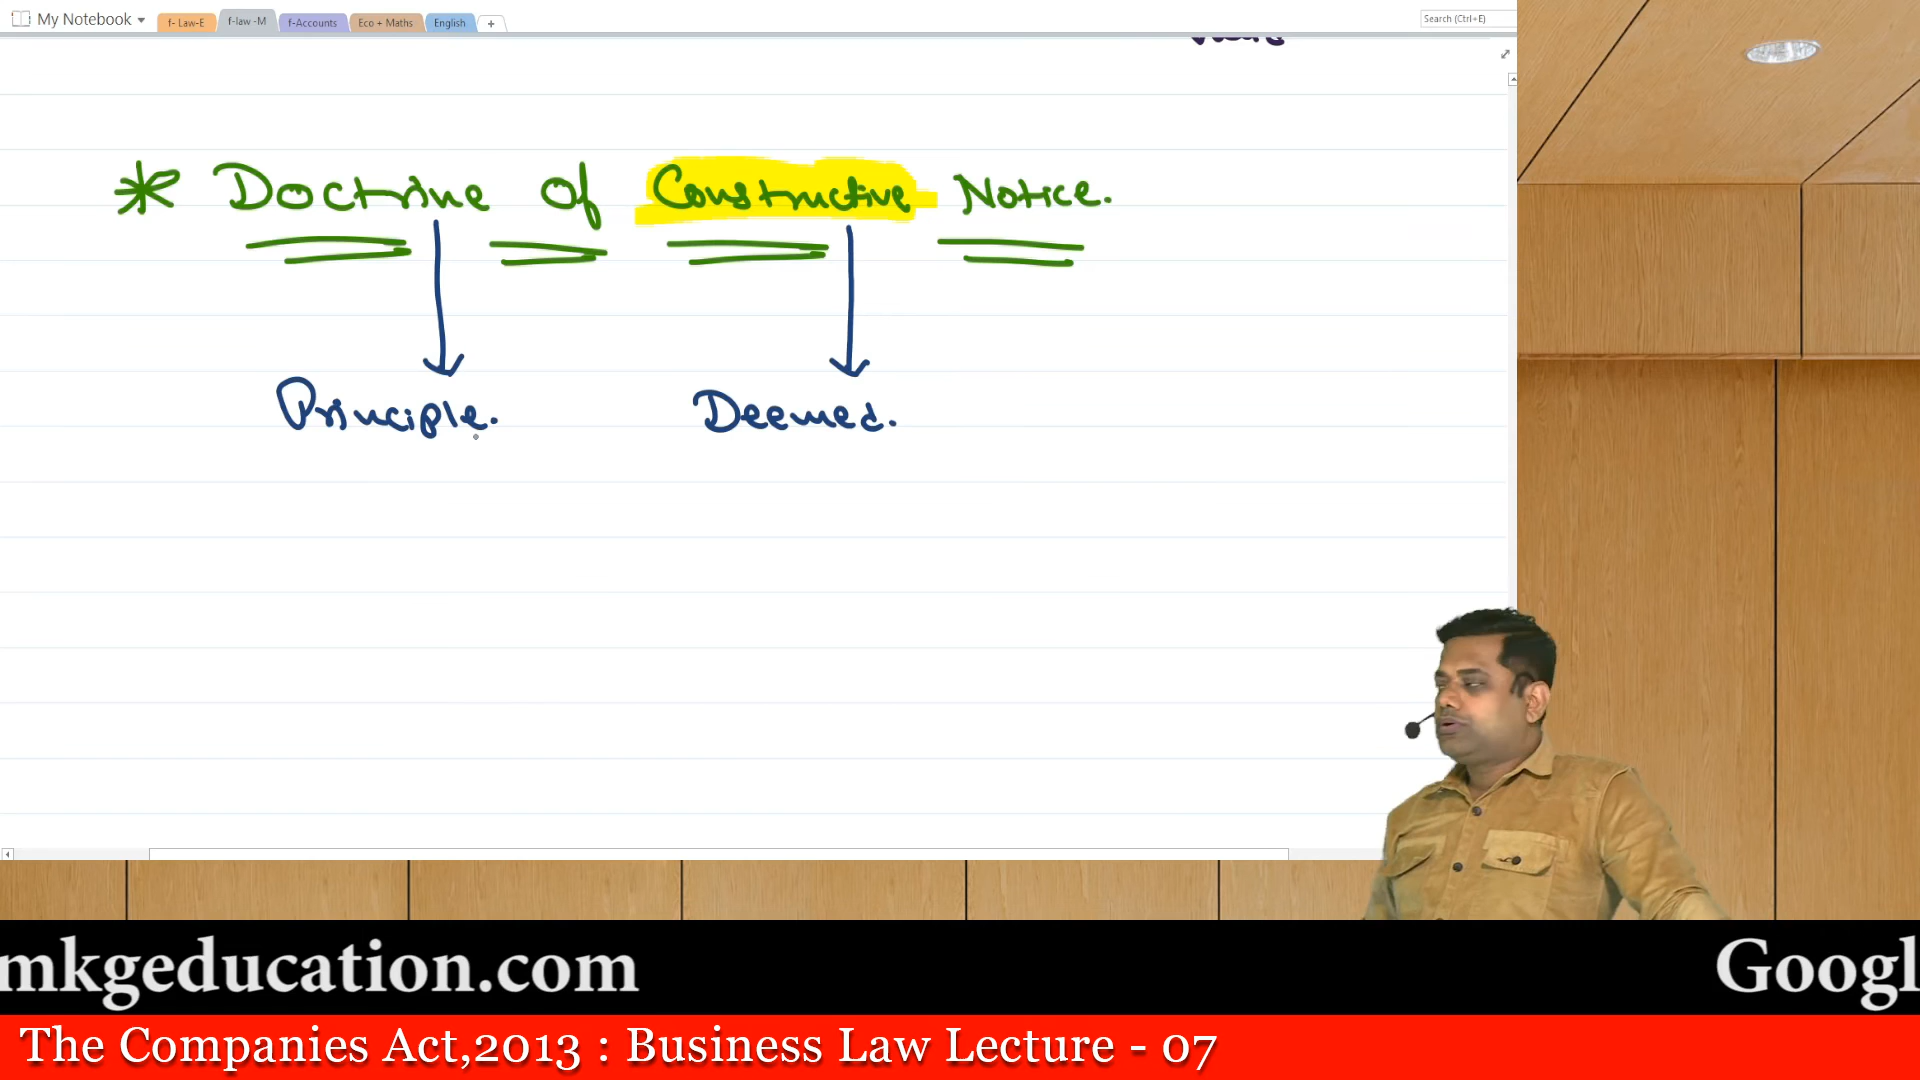 My Notebook
f- Law-E
f-law -M
f-Accounts
Eco + Maths
English
+
Search (Ctrl+E)
* Doctrine of Constructive Notice.
Principle. Deemed.
mkgeducation.com Googl
The Companies Act,2013 : Business Law Lecture - 07